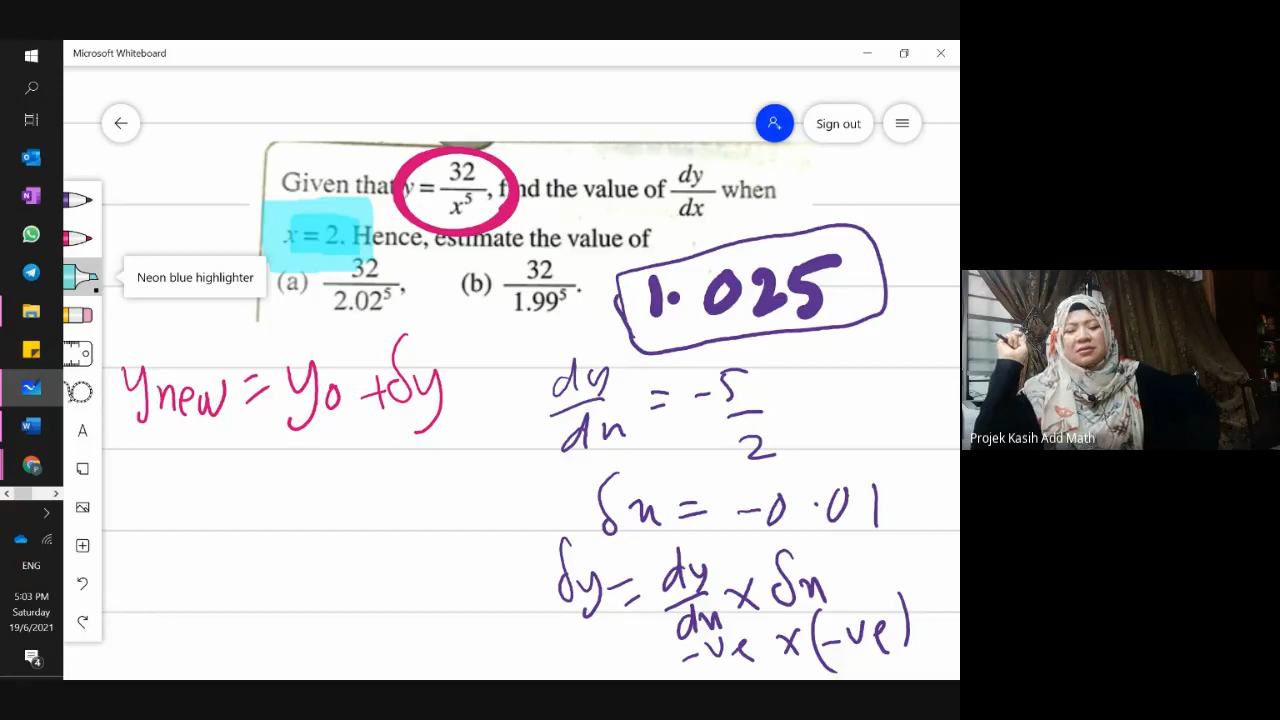 Microsoft Whiteboard
Sign out
Given that y = 32/x⁵, find the value of dy/dx when
x = 2. Hence, estimate the value of
(a) 32/2.02⁵, (b) 32/1.99⁵.
Neon blue highlighter
1.025
ynew = y0 + δy
dy/dx = -5/2
δx = -0.01
δy = dy/dx × δx
-ve × (-ve)
Projek Kasih Add Math
ENG
5:03 PM
Saturday
19/6/2021
4